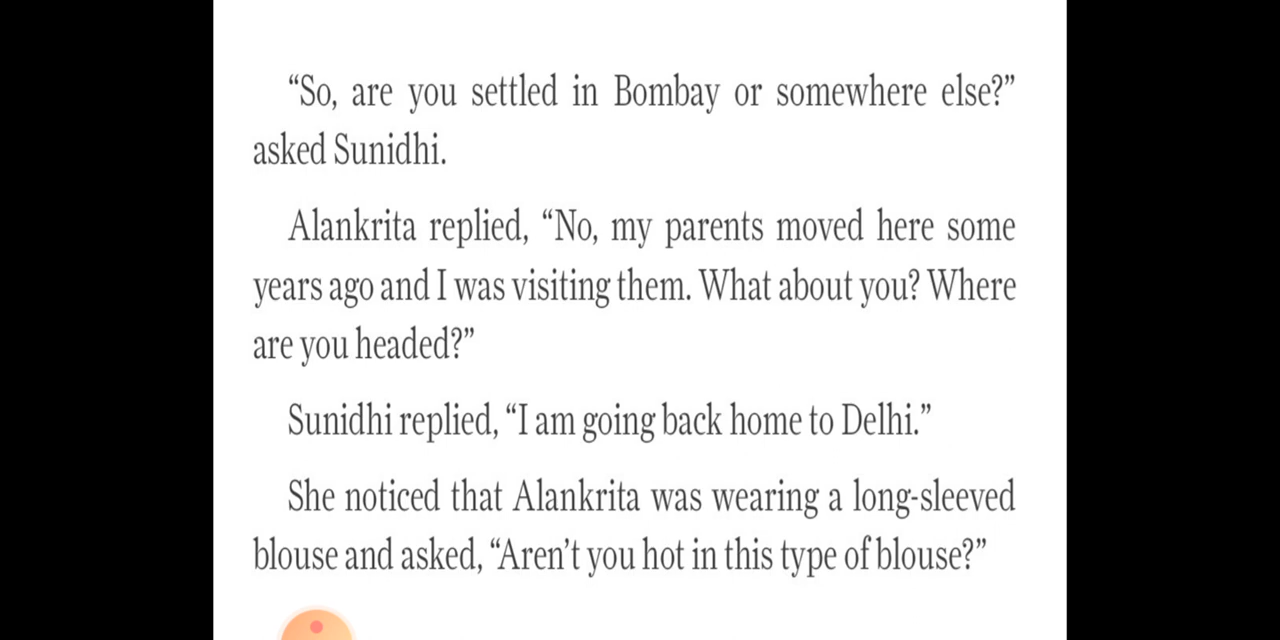 “So, are you settled in Bombay or somewhere else?”
asked Sunidhi.
Alankrita replied, “No, my parents moved here some
years ago and I was visiting them. What about you? Where
are you headed?”
Sunidhi replied, “I am going back home to Delhi.”
She noticed that Alankrita was wearing a long-sleeved
blouse and asked, “Aren’t you hot in this type of blouse?”